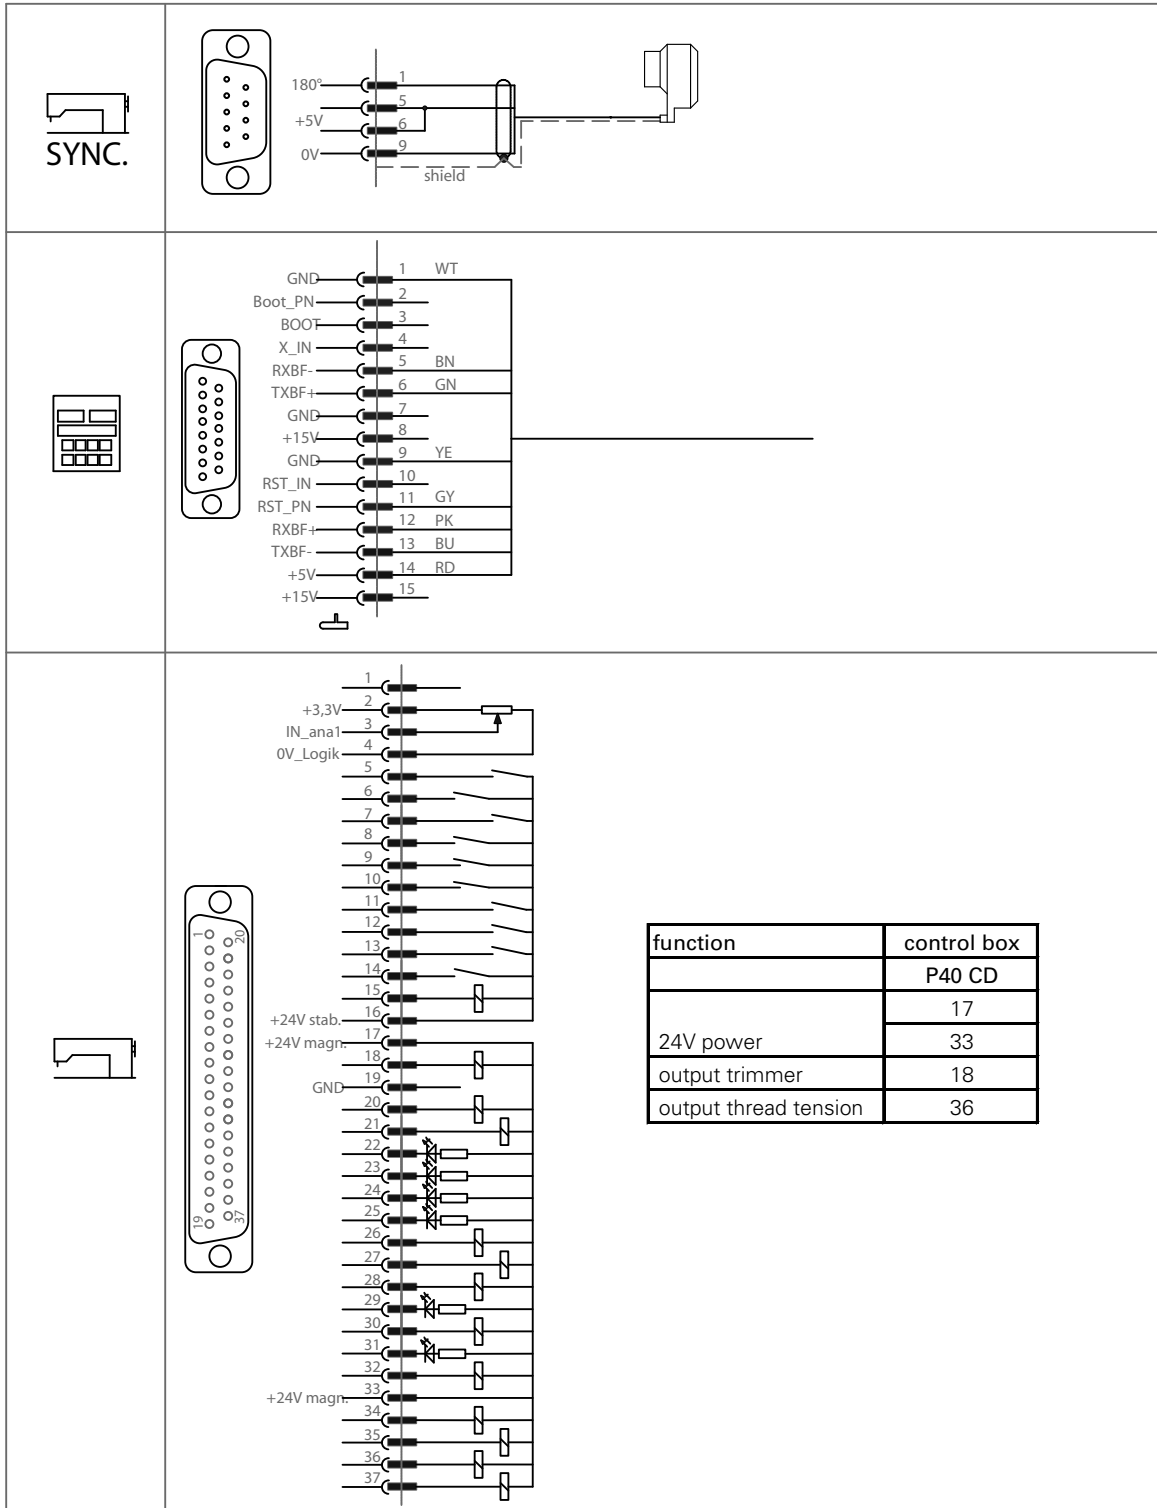 SYNC.
180° 1
5
+5V 6
0V 9
shield
GND 1 WT
Boot_PN 2
BOOT 3
X_IN 4
RXBF- 5 BN
TXBF+ 6 GN
GND 7
+15V 8
GND 9 YE
RST_IN 10
RST_PN 11 GY
RXBF+ 12 PK
TXBF- 13 BU
+5V 14 RD
+15V 15
1
+3,3V 2
IN_ana1 3
0V_Logik 4
5
6
7
8
9
10
11
12
13
14
15
+24V stab. 16
+24V magn. 17
18
GND 19
20
21
22
23
24
25
26
27
28
29
30
31
32
+24V magn. 33
34
35
36
37
1 20
19 37
function control box
P40 CD
17
24V power 33
output trimmer 18
output thread tension 36